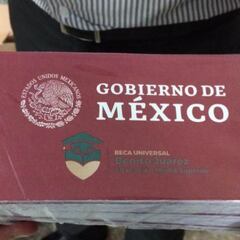 ESTADOS UNIDOS MEXICANOS
GOBIERNO DE
MÉXICO
BECA UNIVERSAL
Benito Juárez